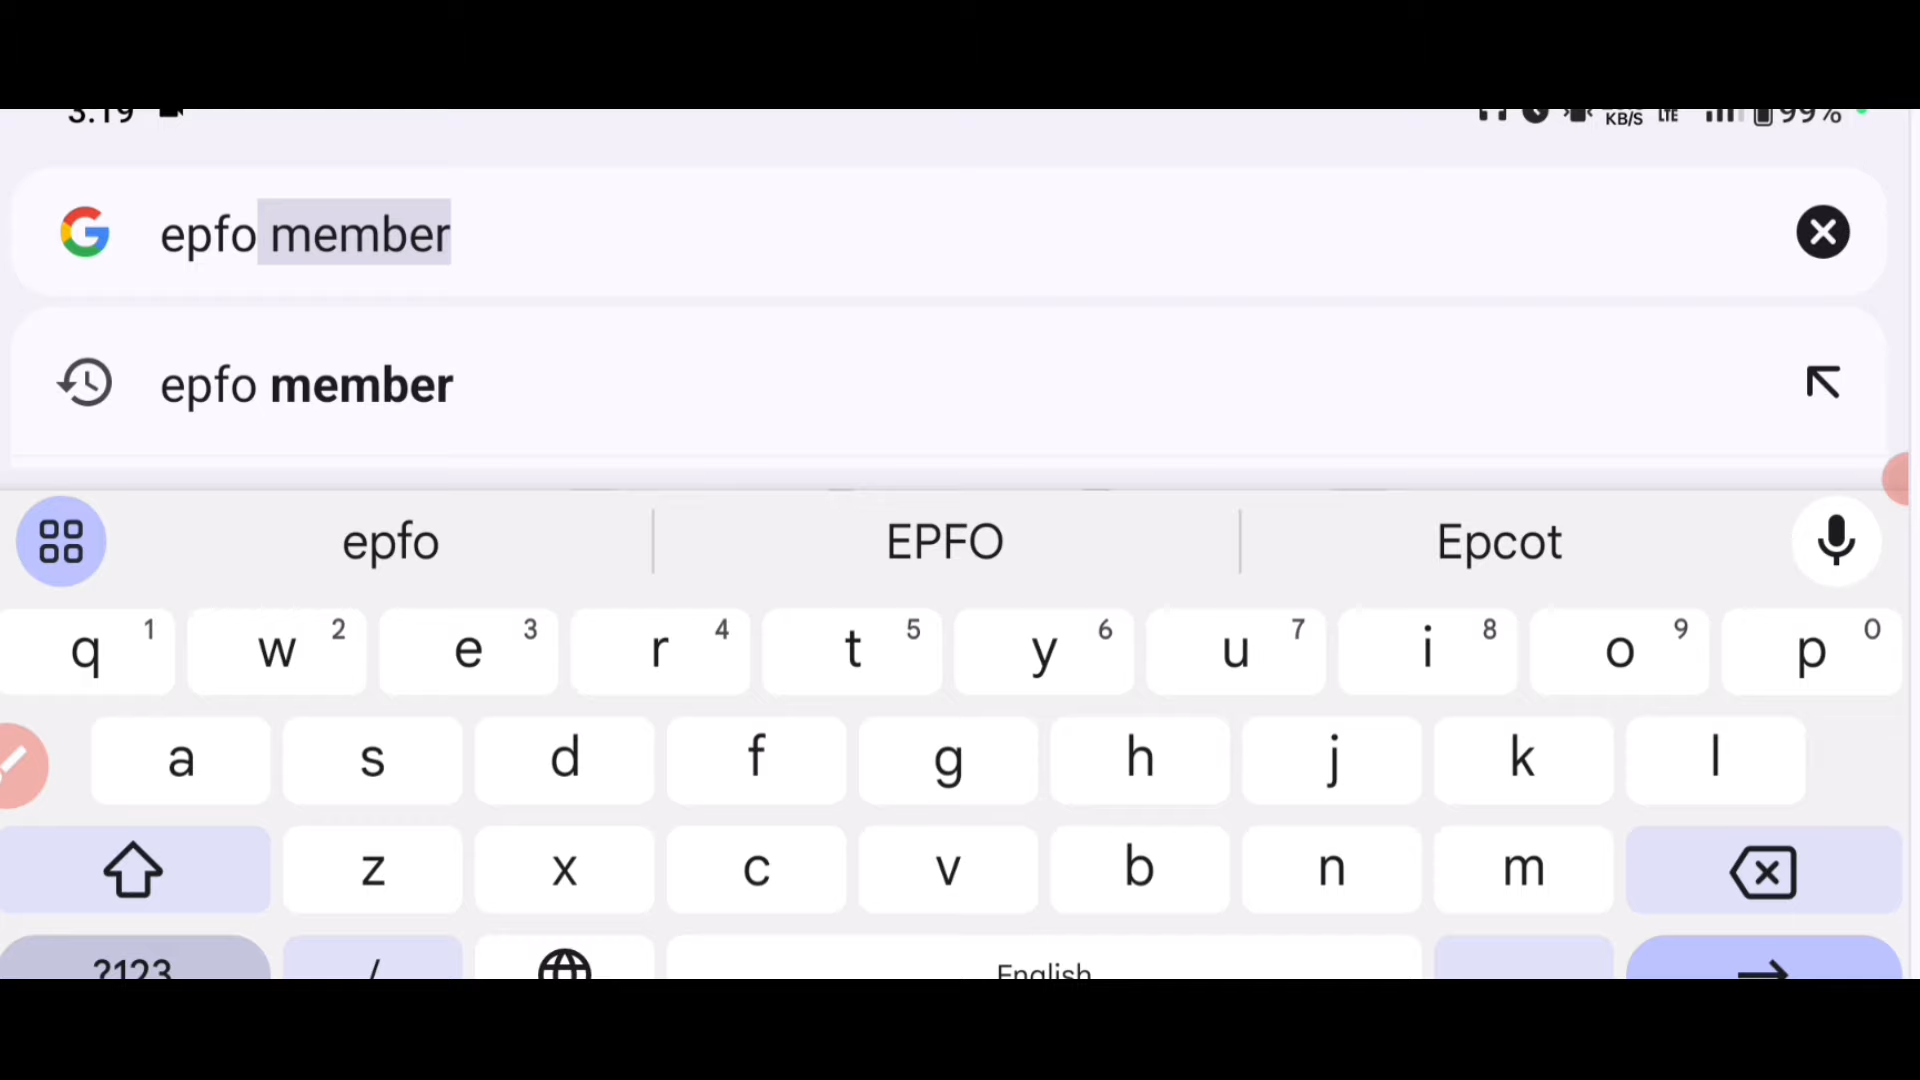 3:19 KB/S LTE 99%
epfo member
epfo member
epfo EPFO Epcot
q 1 w 2 e 3 r 4 t 5 y 6 u 7 i 8 o 9 p 0
a s d f g h j k l
z x c v b n m
?123 / English